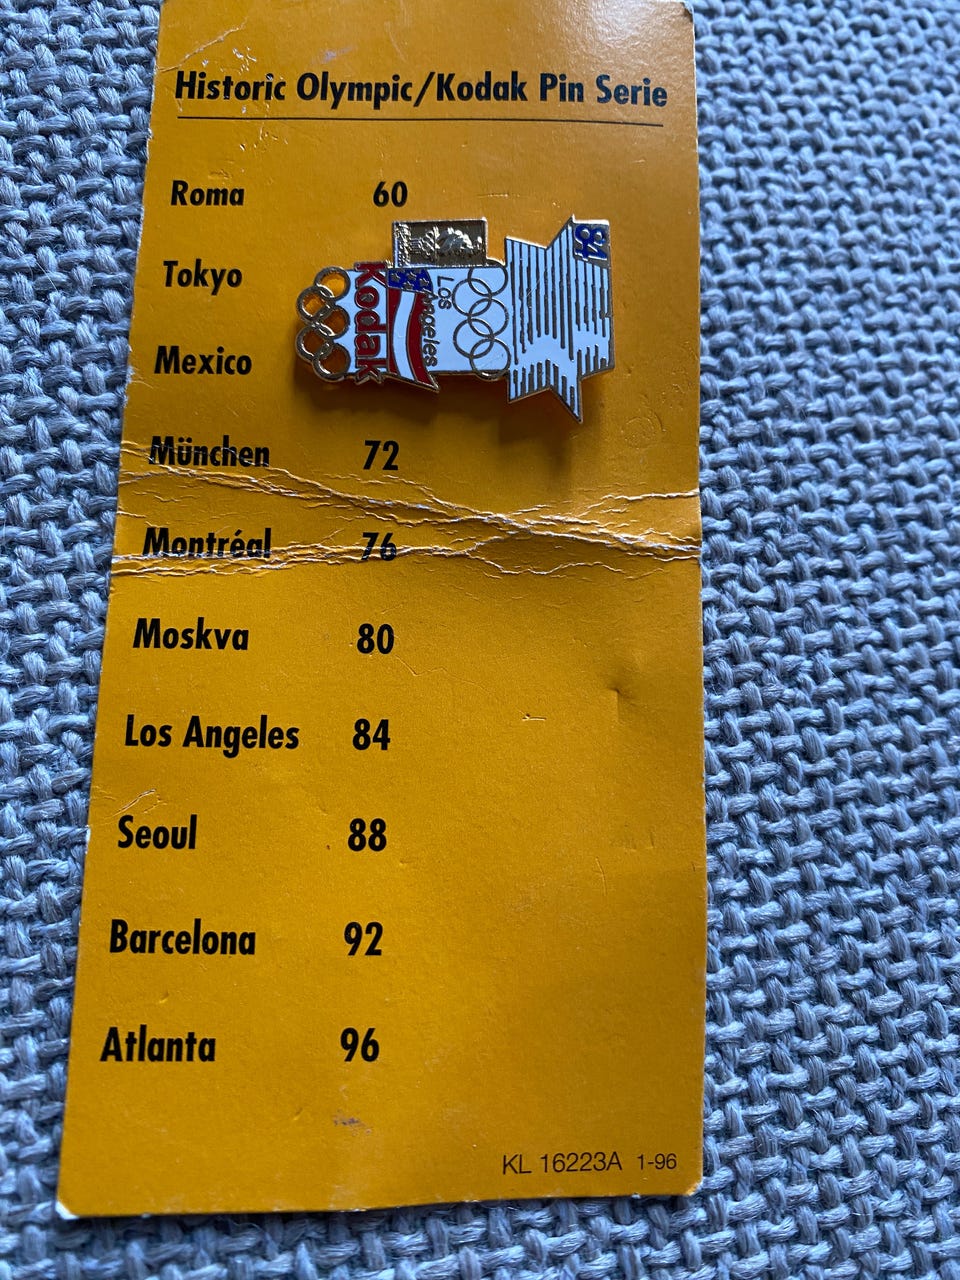 Historic Olympic/Kodak Pin Serie
Roma 60
Tokyo
Mexico
München 72
Montréal 76
Moskva 80
Los Angeles 84
Seoul 88
Barcelona 92
Atlanta 96
KL 16223A 1-96
Kodak
Los
Angeles
84